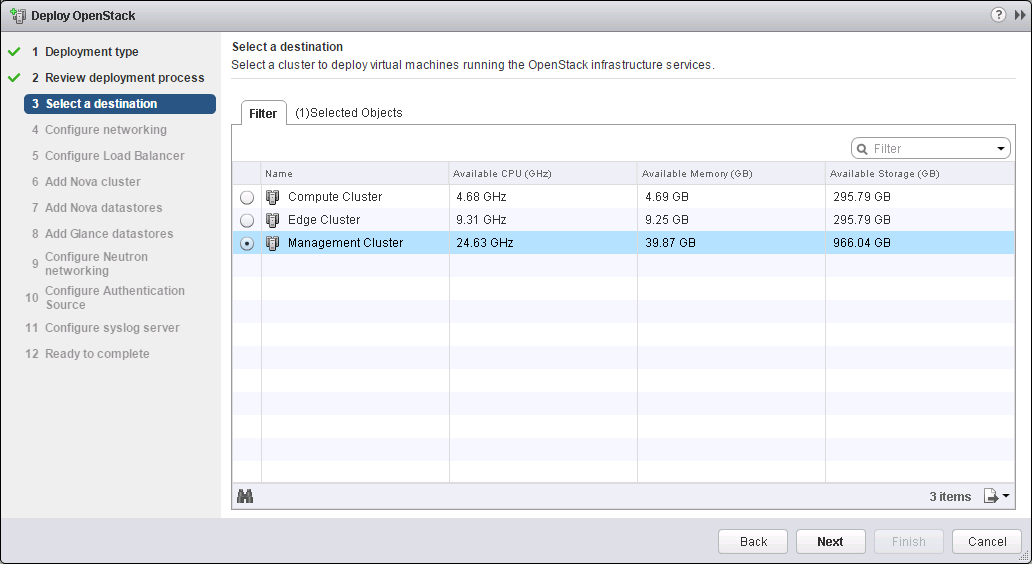 Deploy OpenStack
?
1 Deployment type
2 Review deployment process
3 Select a destination
4 Configure networking
5 Configure Load Balancer
6 Add Nova cluster
7 Add Nova datastores
8 Add Glance datastores
9 Configure Neutron
networking
10 Configure Authentication
Source
11 Configure syslog server
12 Ready to complete
Select a destination
Select a cluster to deploy virtual machines running the OpenStack infrastructure services.
Filter (1)Selected Objects
Filter
Name Available CPU (GHz) Available Memory (GB) Available Storage (GB)
Compute Cluster 4.68 GHz 4.69 GB 295.79 GB
Edge Cluster 9.31 GHz 9.25 GB 295.79 GB
Management Cluster 24.63 GHz 39.87 GB 966.04 GB
3 items
Back Next Finish Cancel